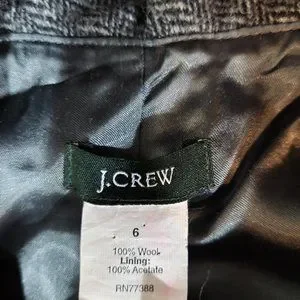 J.CREW
6
100% Wool
Lining:
100% Acetate
RN77388